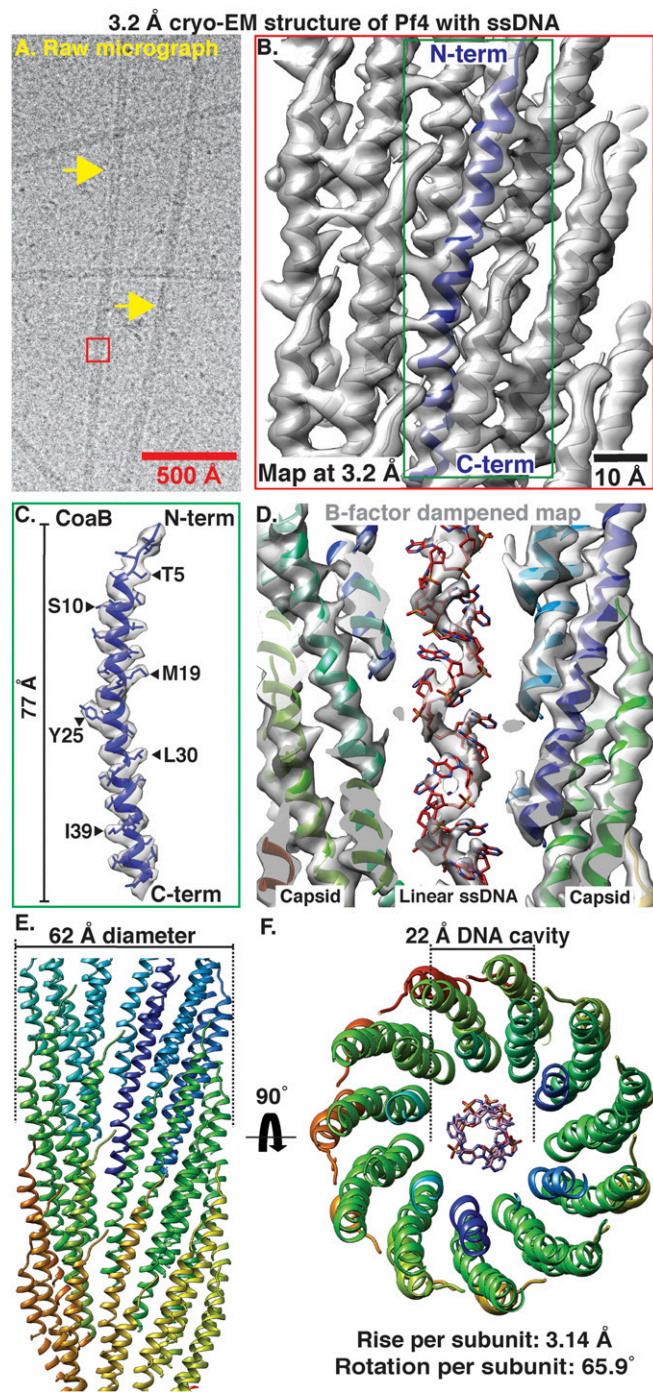 3.2 Å cryo-EM structure of Pf4 with ssDNA
A. Raw micrograph
500 Å
B.
N-term
C-term
Map at 3.2 Å
10 Å
C.
CoaB
N-term
T5
S10
M19
77 Å
Y25
L30
I39
C-term
D.
B-factor dampened map
Capsid
Linear ssDNA
Capsid
E.
62 Å diameter
90°
F.
22 Å DNA cavity
Rise per subunit: 3.14 Å
Rotation per subunit: 65.9°